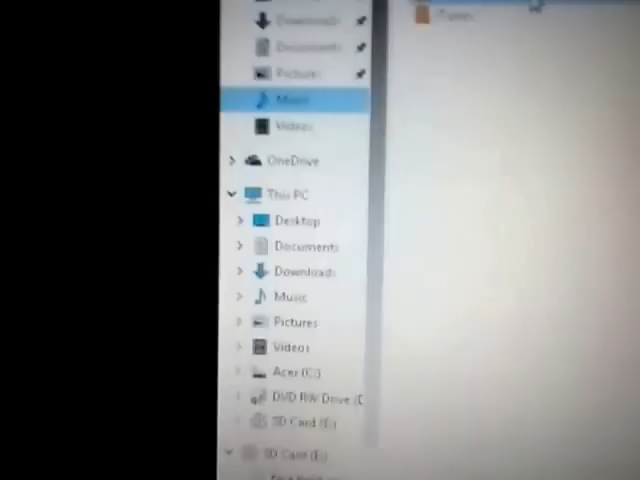 Downloads
iTunes
Documents
Pictures
Music
Videos
OneDrive
This PC
Desktop
Documents
Downloads
Music
Pictures
Videos
Acer (C:)
DVD RW Drive (D
SD Card (E:)
SD Card (E:)